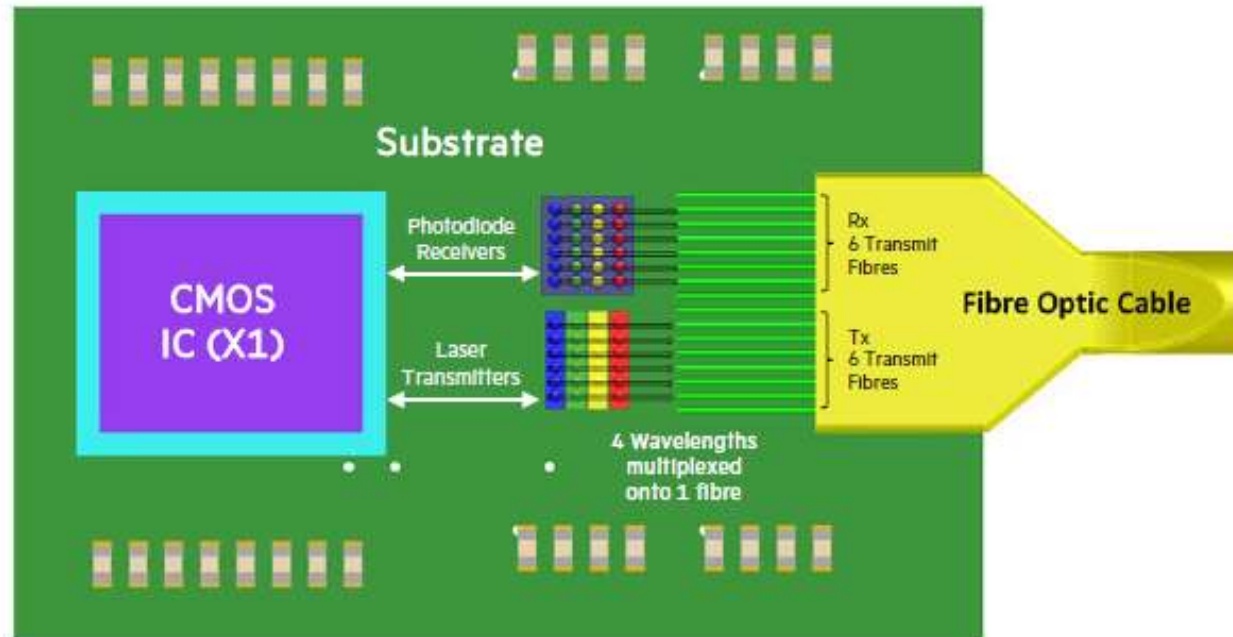 Substrate
Photodiode
Receivers
CMOS
IC (X1)
Laser
Transmitters
Rx
6 Transmit
Fibres
Fibre Optic Cable
Tx
6 Transmit
Fibres
4 Wavelengths
multiplexed
onto 1 fibre